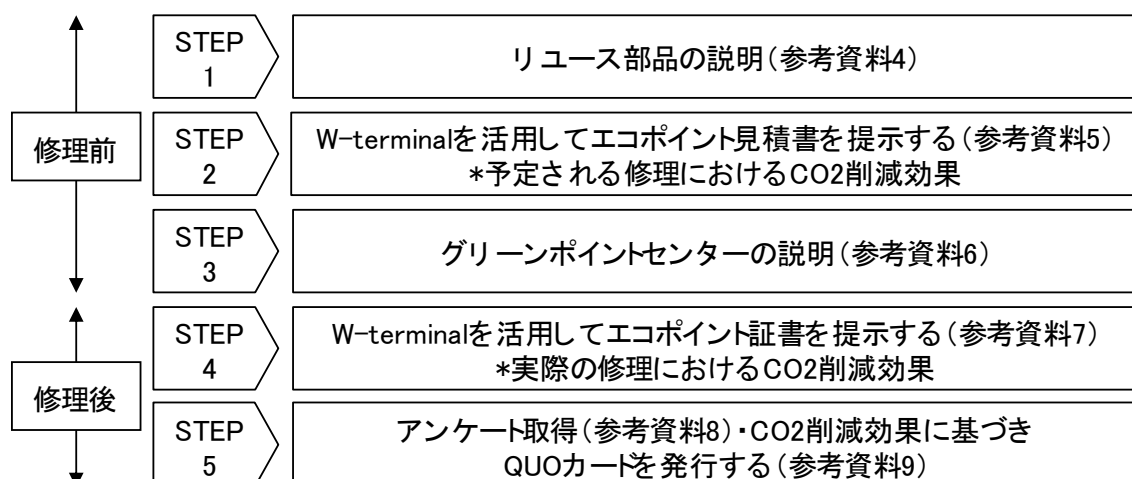 STEP
1
リユース部品の説明(参考資料4)
修理前
STEP
2
W-terminalを活用してエコポイント見積書を提示する(参考資料5)
*予定される修理におけるCO2削減効果
STEP
3
グリーンポイントセンターの説明(参考資料6)
修理後
STEP
4
W-terminalを活用してエコポイント証書を提示する(参考資料7)
*実際の修理におけるCO2削減効果
STEP
5
アンケート取得(参考資料8)・CO2削減効果に基づき
QUOカードを発行する(参考資料9)